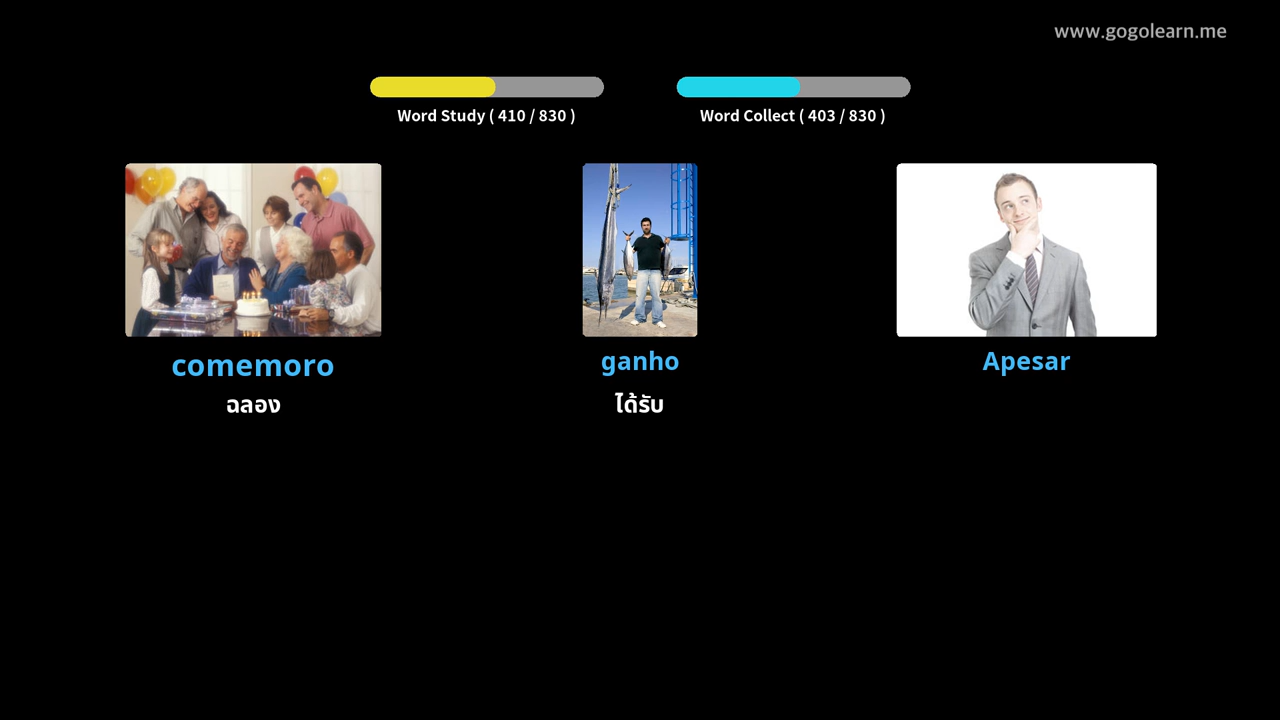 www.gogolearn.me
Word Study ( 410 / 830 )
Word Collect ( 403 / 830 )
comemoro
ฉลอง
ganho
ได้รับ
Apesar